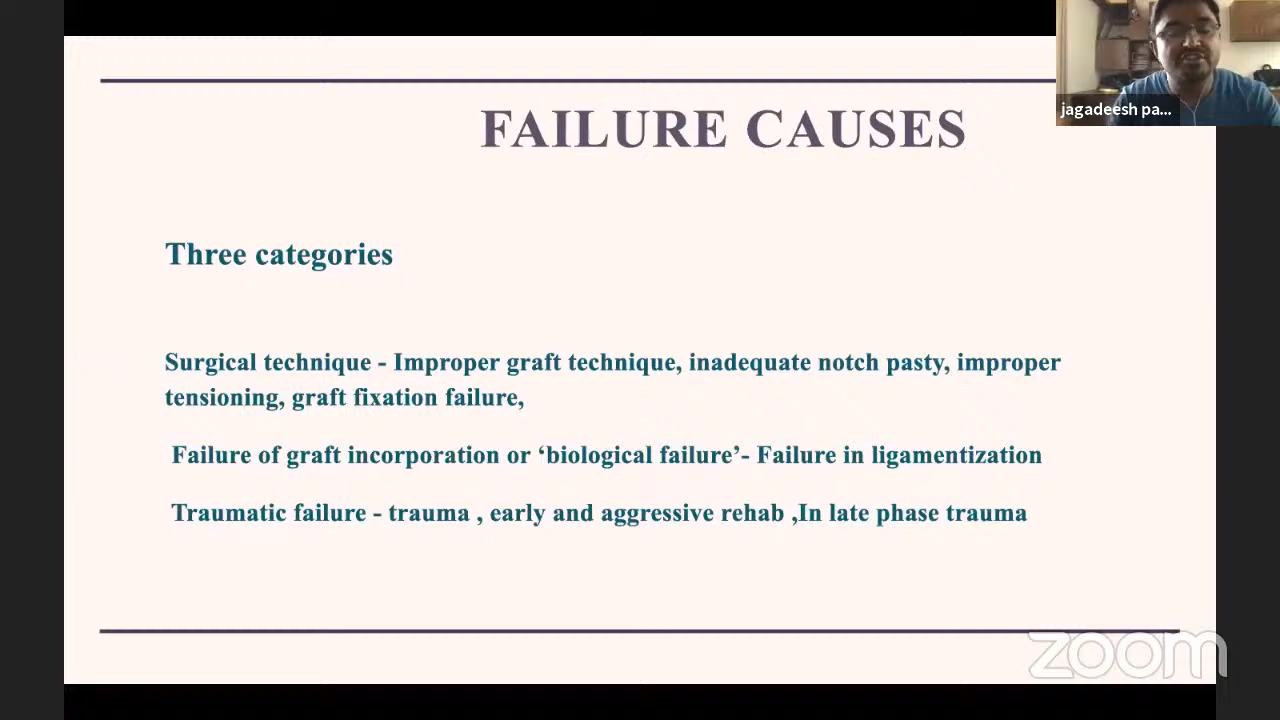 FAILURE CAUSES
jagadeesh pa...
Three categories
Surgical technique - Improper graft technique, inadequate notch pasty, improper
tensioning, graft fixation failure,
Failure of graft incorporation or ‘biological failure’- Failure in ligamentization
Traumatic failure - trauma , early and aggressive rehab ,In late phase trauma
zoom